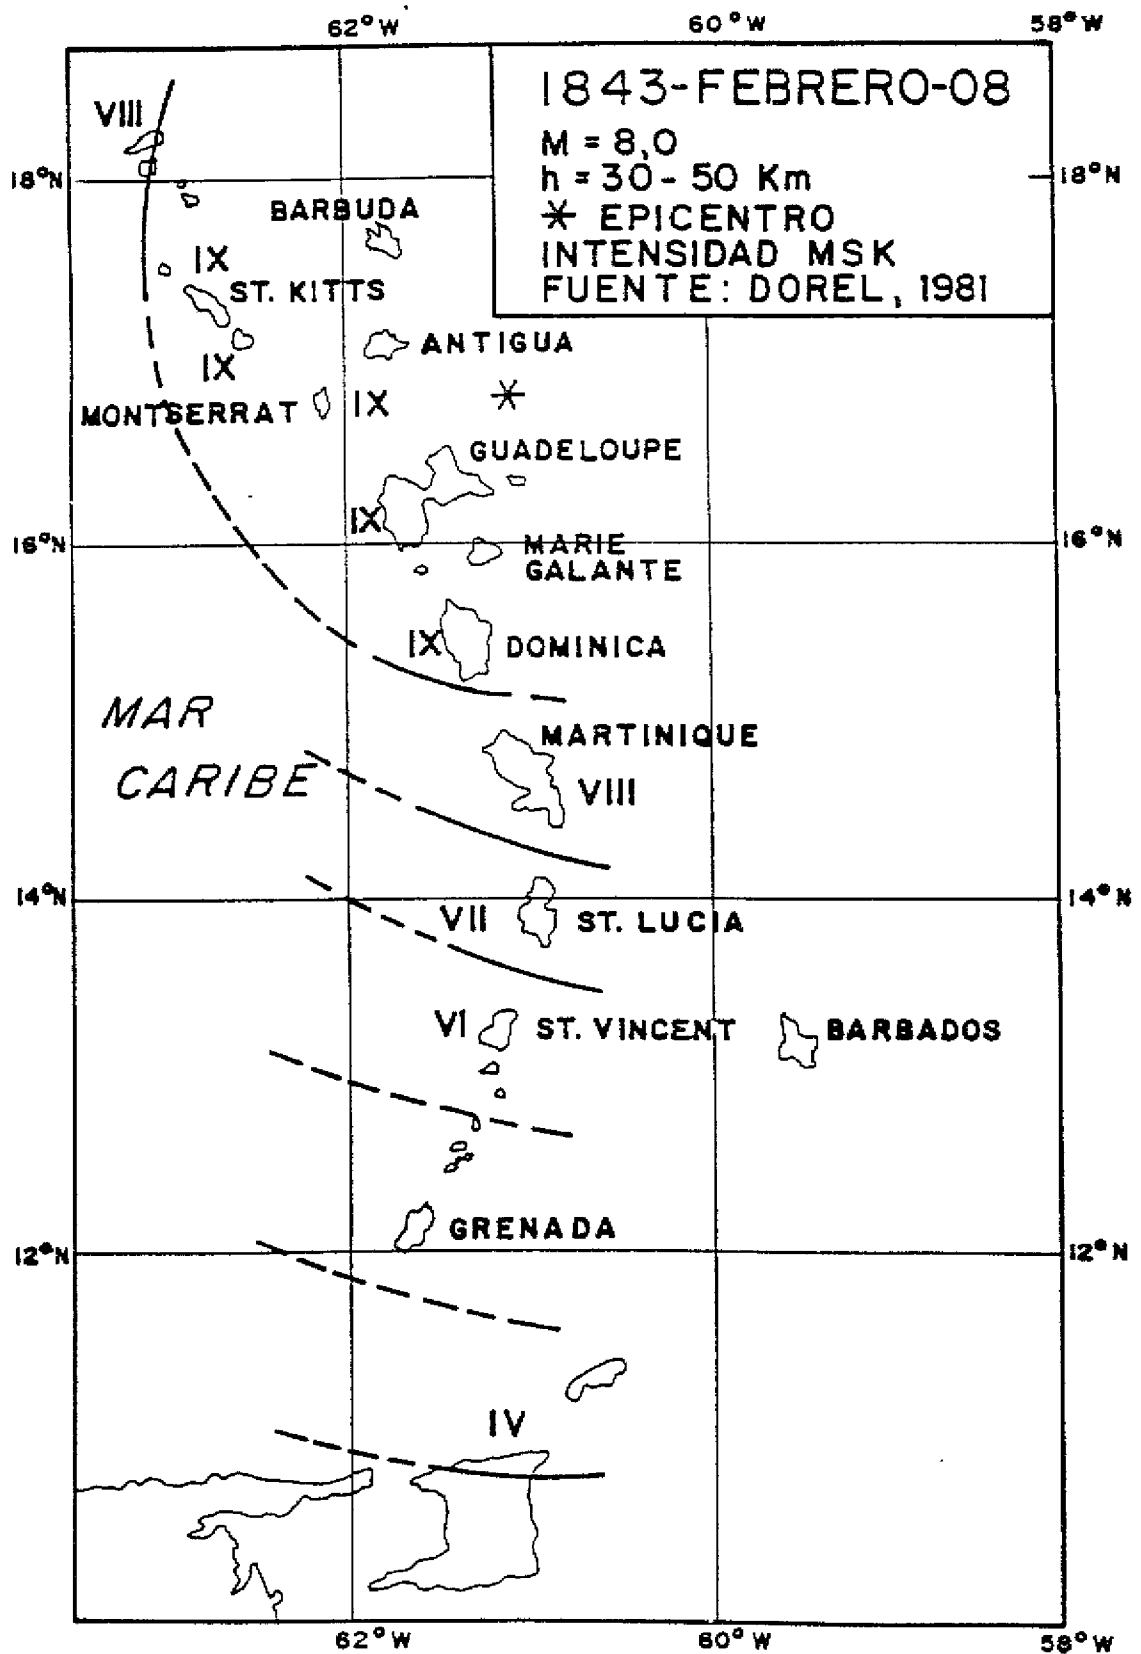 62°W 60°W 58°W
1843-FEBRERO-08
M = 8,0
h = 30-50 Km
* EPICENTRO
INTENSIDAD MSK
FUENTE: DOREL, 1981
VIII
18°N 18°N
BARBUDA
IX
ST. KITTS
ANTIGUA
IX
MONTSERRAT IX
GUADELOUPE
IX
16°N 16°N
MARIE
GALANTE
IX DOMINICA
MAR
CARIBE
MARTINIQUE
VIII
14°N 14°N
VII ST. LUCIA
VI ST. VINCENT BARBADOS
GRENADA
12°N 12°N
IV
62°W 60°W 58°W